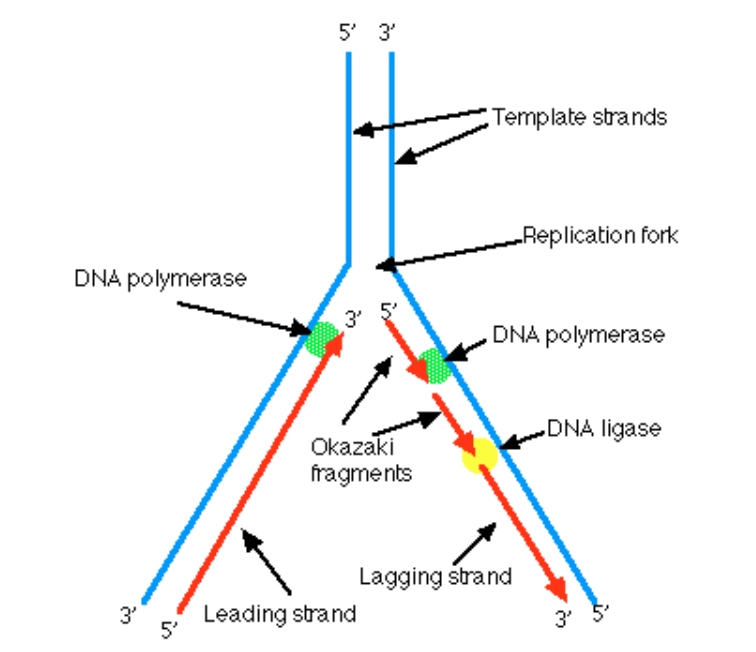 5′ 3′
Template strands
Replication fork
DNA polymerase
3′ 5′
DNA polymerase
DNA ligase
Okazaki
fragments
Lagging strand
Leading strand
3′ 5′
3′ 5′